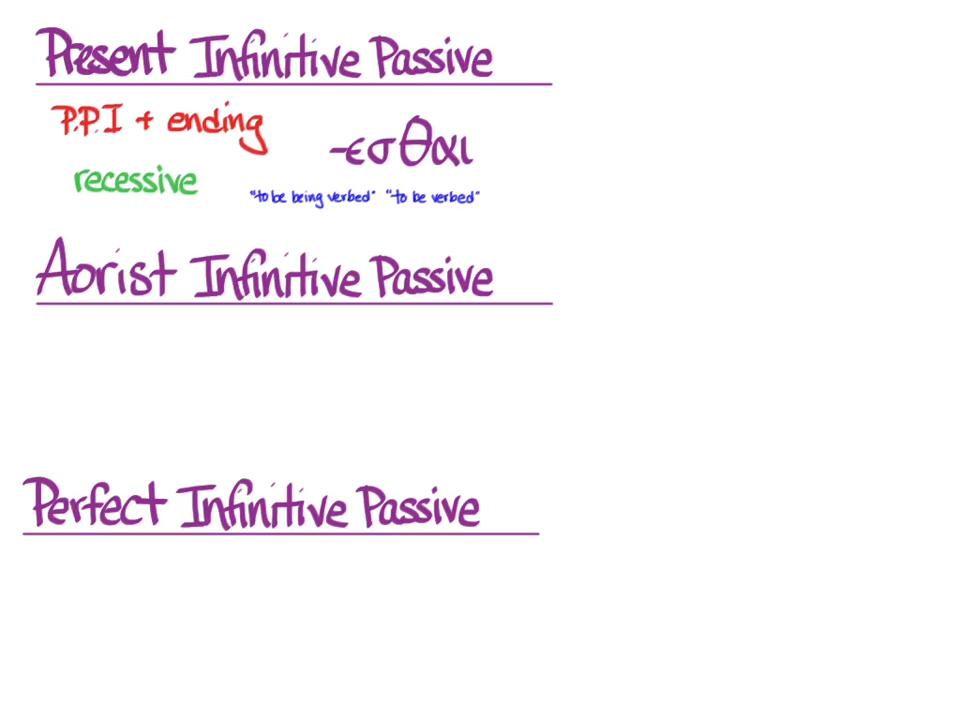 Present Infinitive Passive
P.P.I + ending
-εσθαι
recessive
"to be being verbed" "to be verbed"
Aorist Infinitive Passive
Perfect Infinitive Passive